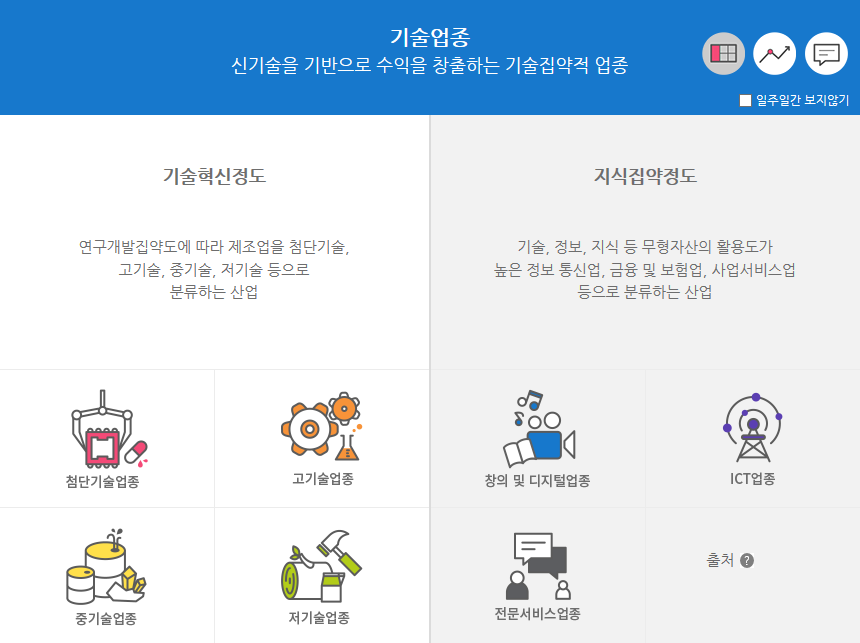 기술업종
신기술을 기반으로 수익을 창출하는 기술집약적 업종
일주일간 보지않기
기술혁신정도
연구개발집약도에 따라 제조업을 첨단기술,
고기술, 중기술, 저기술 등으로
분류하는 산업
지식집약정도
기술, 정보, 지식 등 무형자산의 활용도가
높은 정보 통신업, 금융 및 보험업, 사업서비스업
등으로 분류하는 산업
첨단기술업종
고기술업종
창의 및 디지털업종
ICT업종
중기술업종
저기술업종
전문서비스업종
출처 ?